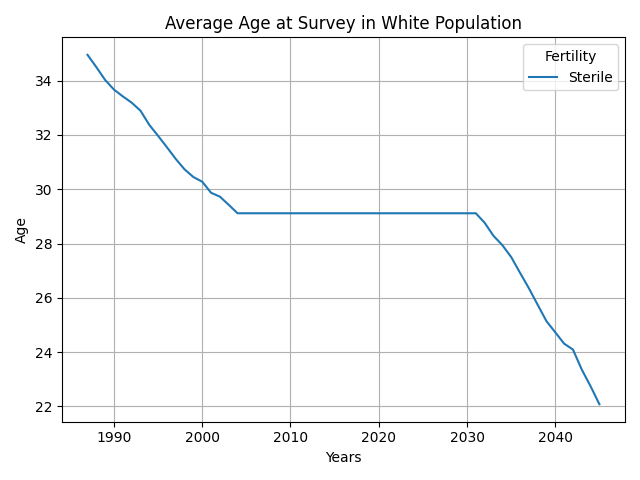 Average Age at Survey in White Population
Fertility
Sterile
Age
34
32
30
28
26
24
22
1990 2000 2010 2020 2030 2040
Years